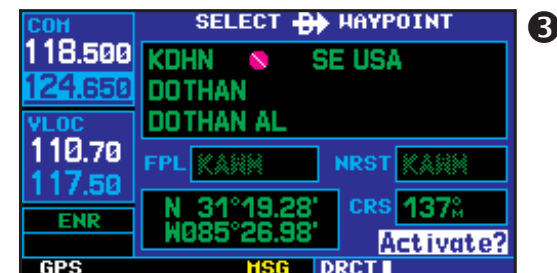 SELECT D WAYPOINT
3
COM
118.500
124.650
KDHN SE USA
DOTHAN
DOTHAN AL
VLOC
110.70
117.50
FPL KAWM NRST KAWM
ENR
N 31°19.28'
W085°26.98'
CRS 137°M
Activate?
GPS MSG DRCT